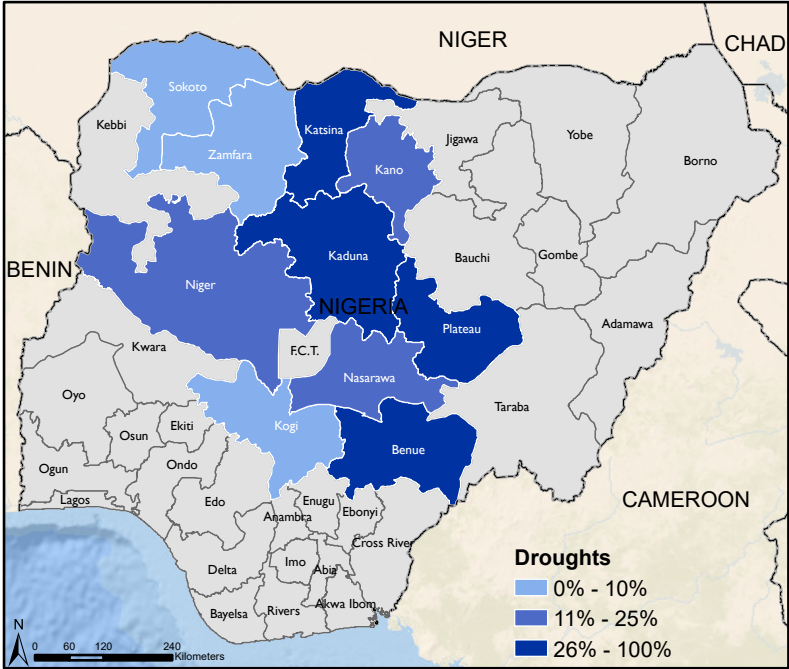 NIGER
CHAD
Sokoto
Kebbi
Katsina
Zamfara
Jigawa
Yobe
Borno
Kano
BENIN
Kaduna
Bauchi
Gombe
Niger
NIGERIA
Adamawa
Plateau
Kwara
F.C.T.
Nasarawa
Oyo
Taraba
Kogi
Ekiti
Osun
Benue
Ondo
Ogun
Lagos
Edo
Enugu
Anambra
Ebonyi
CAMEROON
Cross River
Imo
Abia
Delta
Akwa Ibom
Rivers
Bayelsa
Droughts
0% - 10%
11% - 25%
26% - 100%
N
0 60 120 240
Kilometers